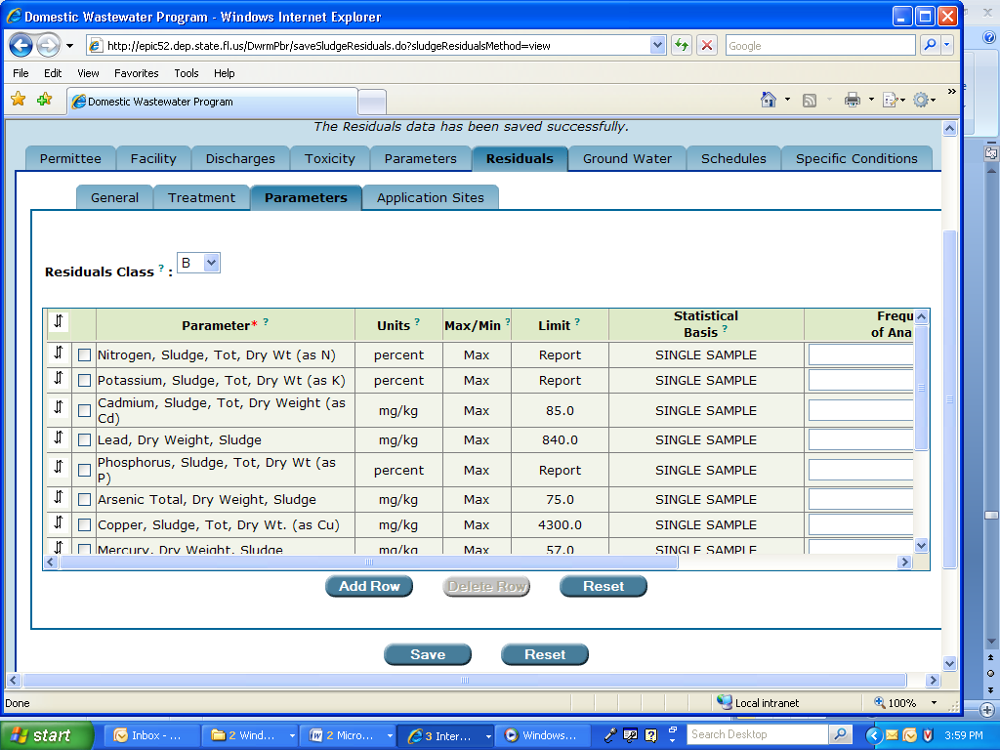 Domestic Wastewater Program - Windows Internet Explorer
http://epic52.dep.state.fl.us/DwrmPbr/saveSludgeResiduals.do?sludgeResidualsMethod=view
Google
File Edit View Favorites Tools Help
Domestic Wastewater Program
The Residuals data has been saved successfully.
Permittee Facility Discharges Toxicity Parameters Residuals Ground Water Schedules Specific Conditions
General Treatment Parameters Application Sites
Residuals Class ? : B
Parameter* ? Units ? Max/Min ? Limit ? Statistical Basis ? Frequ of Ana
Nitrogen, Sludge, Tot, Dry Wt (as N) percent Max Report SINGLE SAMPLE
Potassium, Sludge, Tot, Dry Wt (as K) percent Max Report SINGLE SAMPLE
Cadmium, Sludge, Tot, Dry Weight (as
Cd) mg/kg Max 85.0 SINGLE SAMPLE
Lead, Dry Weight, Sludge mg/kg Max 840.0 SINGLE SAMPLE
Phosphorus, Sludge, Tot, Dry Wt (as
P) percent Max Report SINGLE SAMPLE
Arsenic Total, Dry Weight, Sludge mg/kg Max 75.0 SINGLE SAMPLE
Copper, Sludge, Tot, Dry Wt. (as Cu) mg/kg Max 4300.0 SINGLE SAMPLE
Mercury, Dry Weight, Sludge mg/kg Max 57.0 SINGLE SAMPLE
Add Row Delete Row Reset
Save Reset
Done Local intranet 100%
start Inbox - ... 2 Wind... 2 Micro... 3 Inter... Windows... Search Desktop 3:59 PM